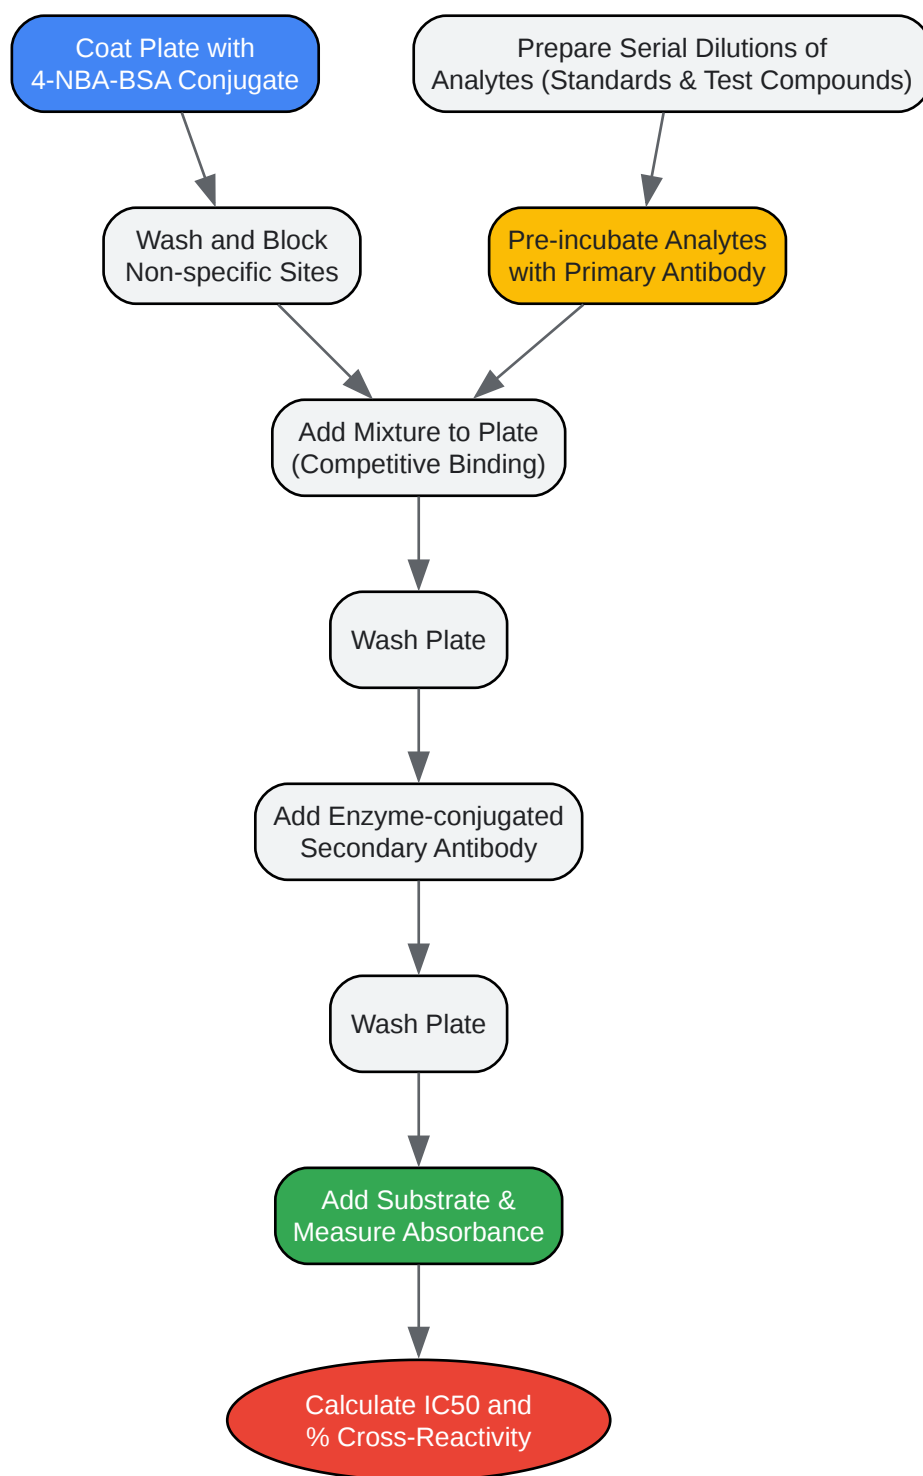 Coat Plate with
4-NBA-BSA Conjugate
Prepare Serial Dilutions of
Analytes (Standards & Test Compounds)
Wash and Block
Non-specific Sites
Pre-incubate Analytes
with Primary Antibody
Add Mixture to Plate
(Competitive Binding)
Wash Plate
Add Enzyme-conjugated
Secondary Antibody
Wash Plate
Add Substrate &
Measure Absorbance
Calculate IC50 and
% Cross-Reactivity